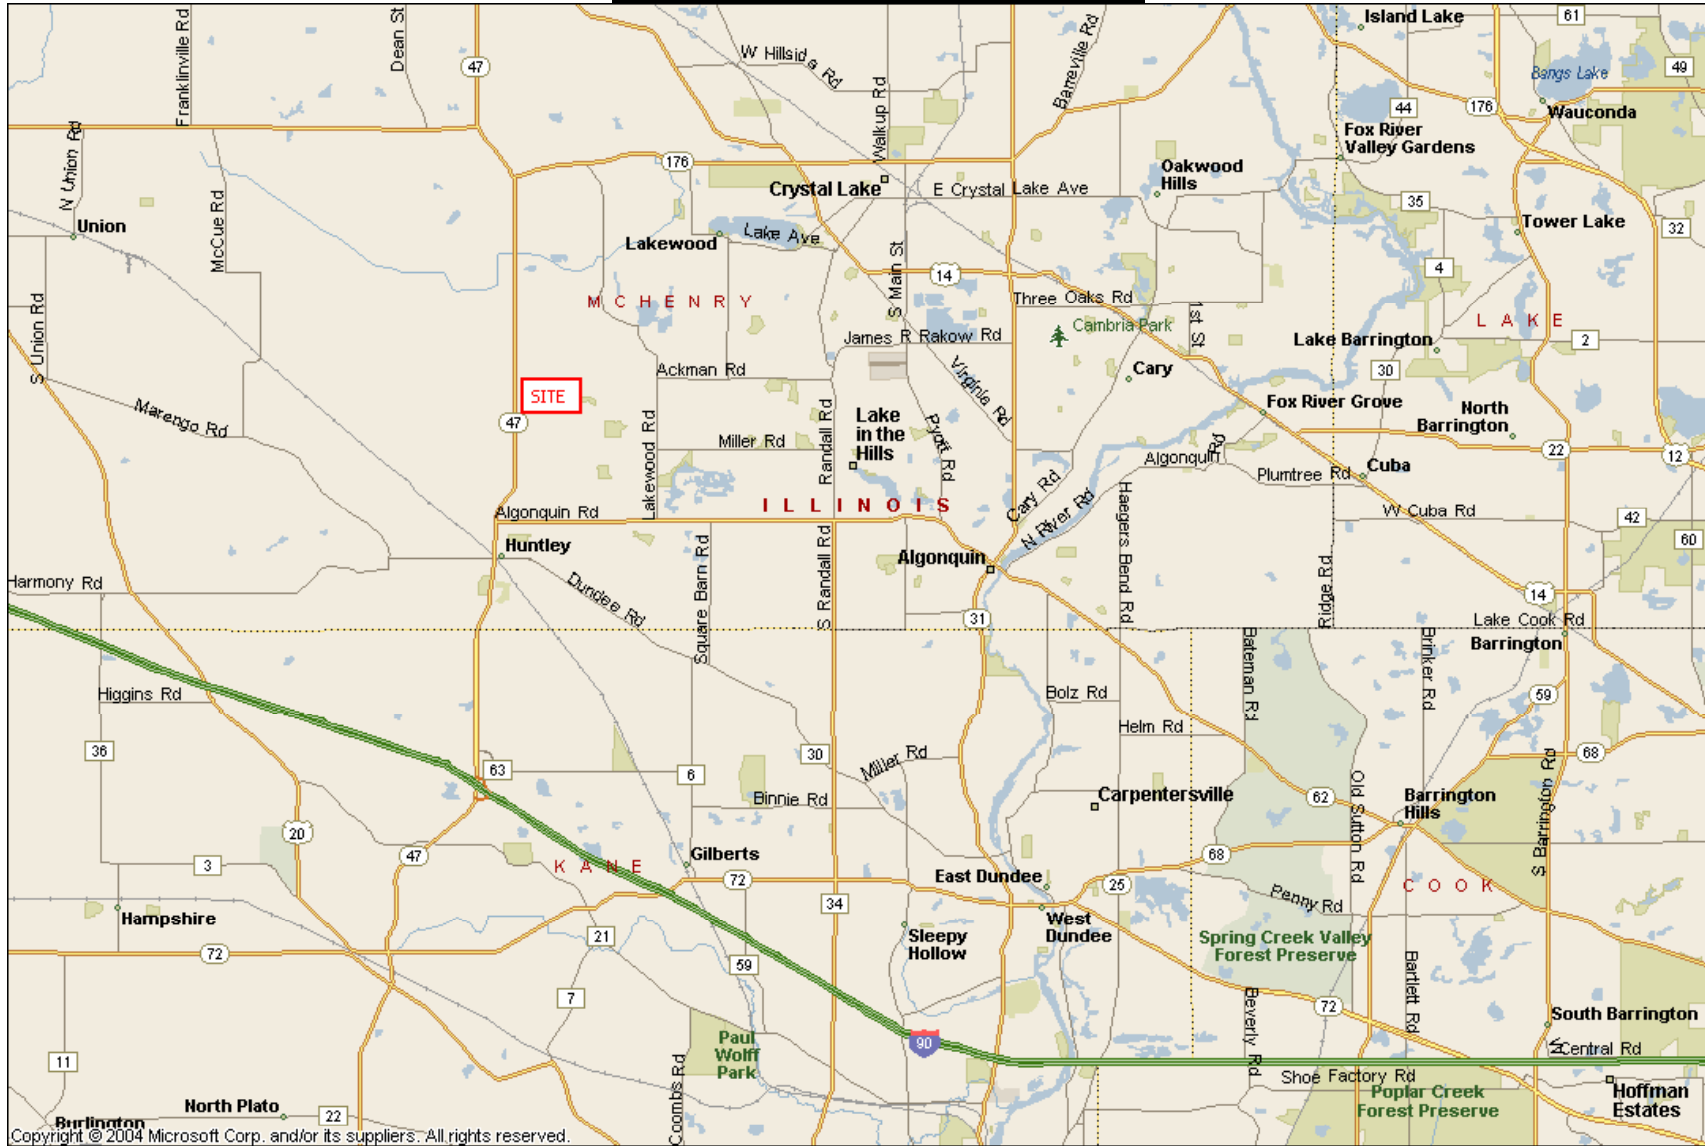 Island Lake
61
Franklinville Rd
Dean St
47
W Hillside Rd
Barreville Rd
Bangs Lake
49
Walkup Rd
44
176
Wauconda
N Union Rd
Fox River
Valley Gardens
176
Oakwood
Hills
Crystal Lake
E Crystal Lake Ave
McCue Rd
35
Union
Lakewood
Lake Ave
Tower Lake
32
S Main St
14
4
MCHENRY
Three Oaks Rd
1st St
Cambria Park
LAKE
S Union Rd
James R Rakow Rd
Lake Barrington
2
Ackman Rd
Virginia Rd
Cary
30
SITE
Marengo Rd
47
Lakewood Rd
Randall Rd
Lake
in the
Hills
Pyott Rd
Fox River Grove
North
Barrington
Miller Rd
22
12
Algonquin Rd
Plumtree Rd
Cuba
ILLINOIS
Cary Rd
N River Rd
Haegers Bend Rd
W Cuba Rd
42
Algonquin Rd
60
Huntley
Square Barn Rd
S Randall Rd
Algonquin
Ridge Rd
Harmony Rd
Dundee Rd
14
31
Lake Cook Rd
Barrington
Bateman Rd
Brinker Rd
Higgins Rd
Bolz Rd
59
Helm Rd
36
30
Miller Rd
68
63
6
Binnie Rd
Carpentersville
62
Old Sutton Rd
Barrington
Hills
S Barrington Rd
20
47
Gilberts
68
3
KANE
72
East Dundee
25
COOK
Penny Rd
34
Hampshire
West
Dundee
21
Sleepy
Hollow
Spring Creek Valley
Forest Preserve
72
59
Bartlett Rd
7
Beverly Rd
72
South Barrington
Paul
Wolff
Park
90
Central Rd
11
Coombs Rd
Shoe Factory Rd
Poplar Creek
Forest Preserve
Hoffman
Estates
North Plato
22
Burlington
Copyright © 2004 Microsoft Corp. and/or its suppliers. All rights reserved.